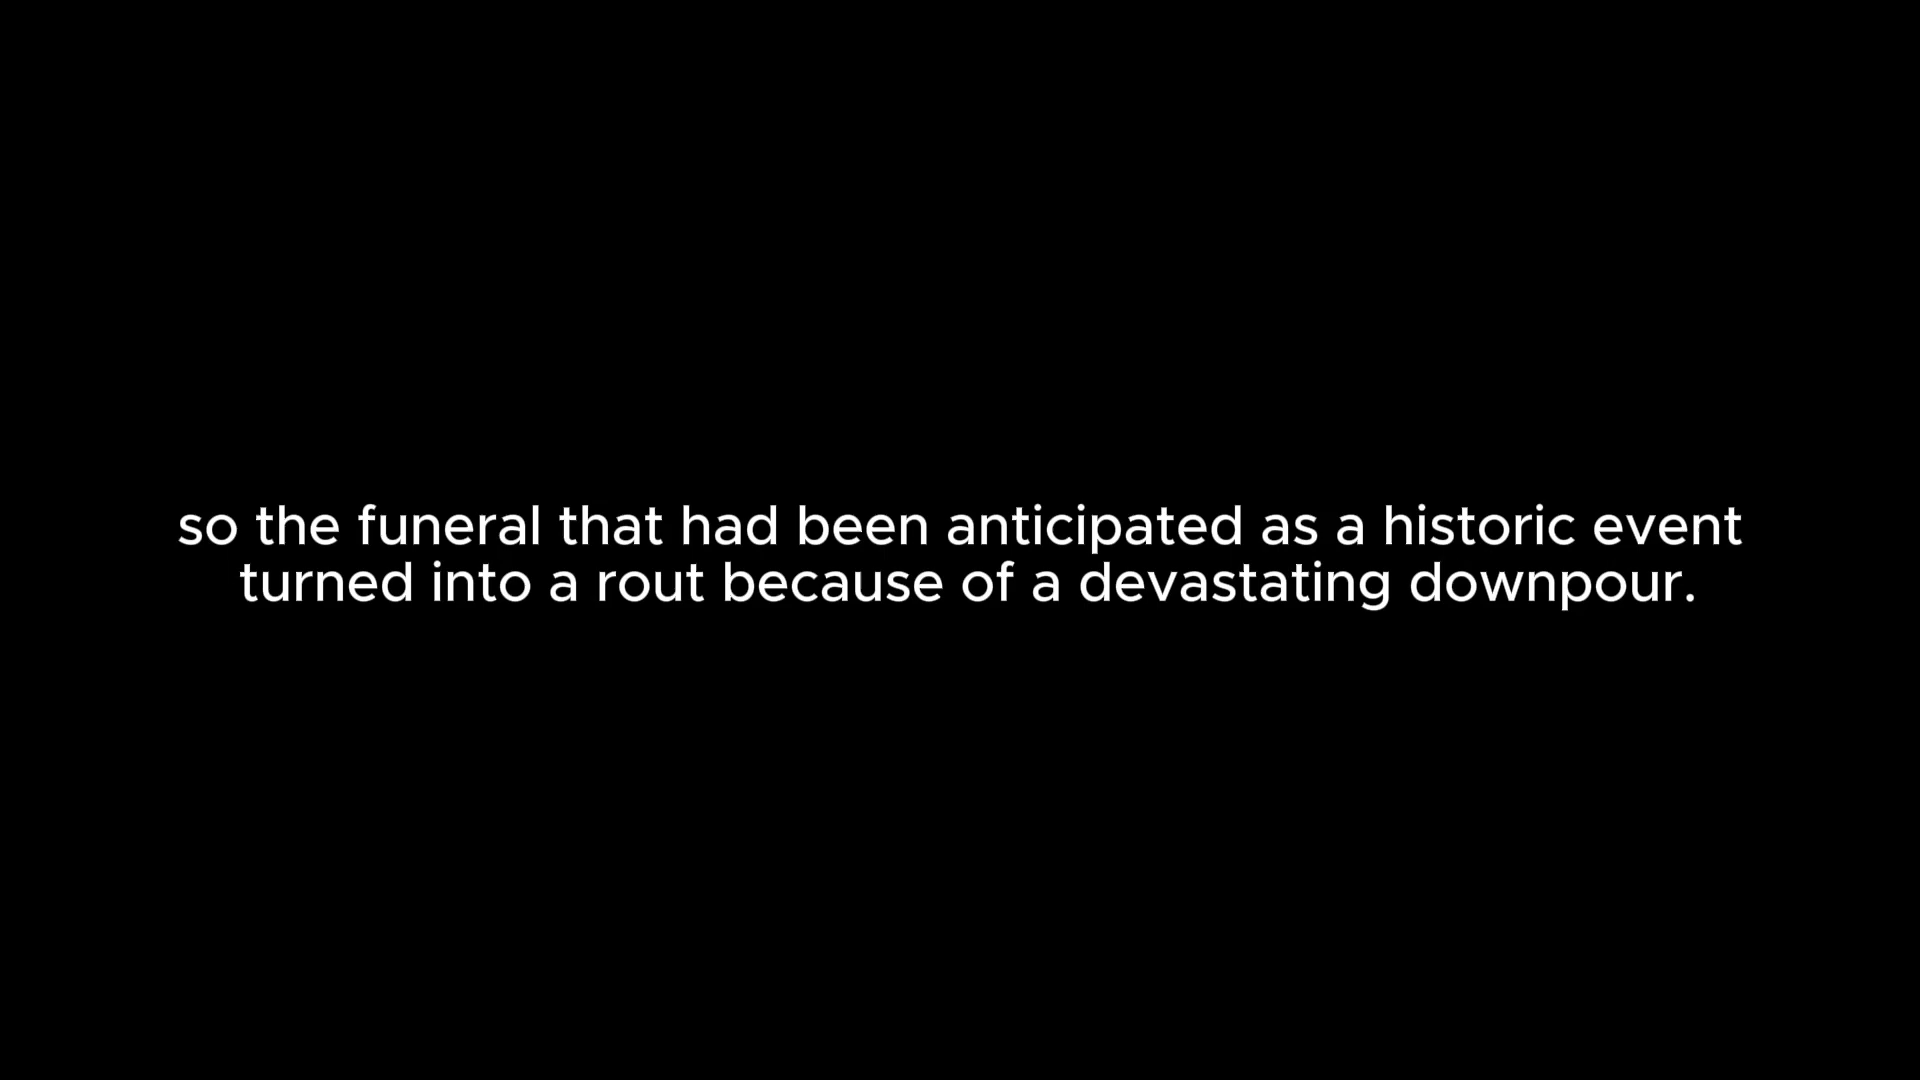 so the funeral that had been anticipated as a historic event
turned into a rout because of a devastating downpour.